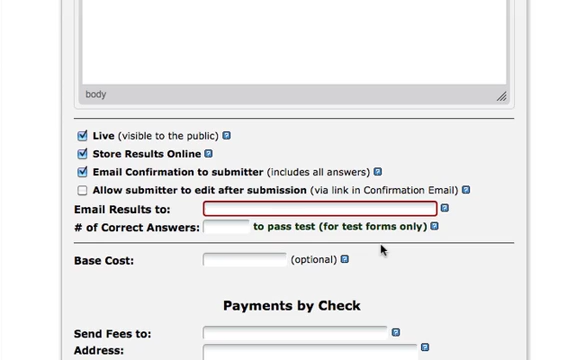 body
Live (visible to the public) ?
Store Results Online ?
Email Confirmation to submitter (includes all answers) ?
Allow submitter to edit after submission (via link in Confirmation Email) ?
Email Results to: ?
# of Correct Answers: to pass test (for test forms only) ?
Base Cost: (optional) ?
Payments by Check
Send Fees to: ?
Address: ?